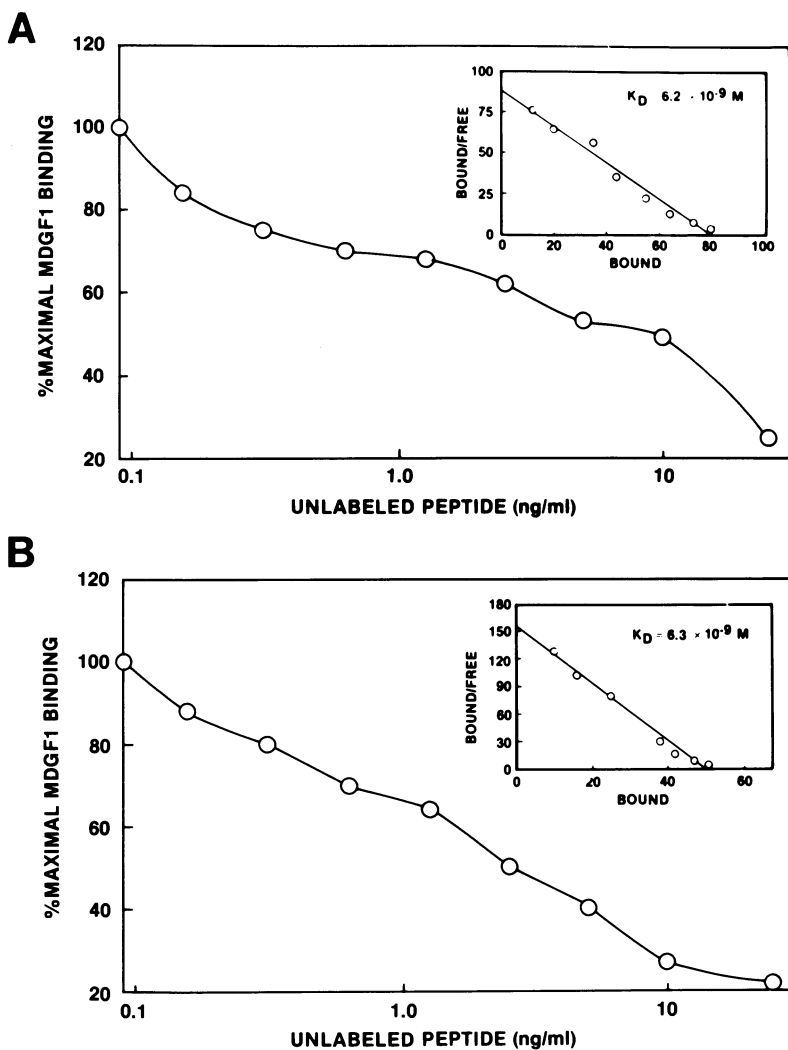 A
120
100
80
60
40
20
%MAXIMAL MDGF1 BINDING
0.1 1.0 10
UNLABELED PEPTIDE (ng/ml)
100
75
50
25
0
BOUND/FREE
K D 6.2 · 10-9 M
0 20 40 60 80 100
BOUND
B
120
100
80
60
40
20
%MAXIMAL MDGF1 BINDING
0.1 1.0 10
UNLABELED PEPTIDE (ng/ml)
180
150
120
90
60
30
0
BOUND/FREE
K D = 6.3 × 10-9 M
0 20 40 60
BOUND